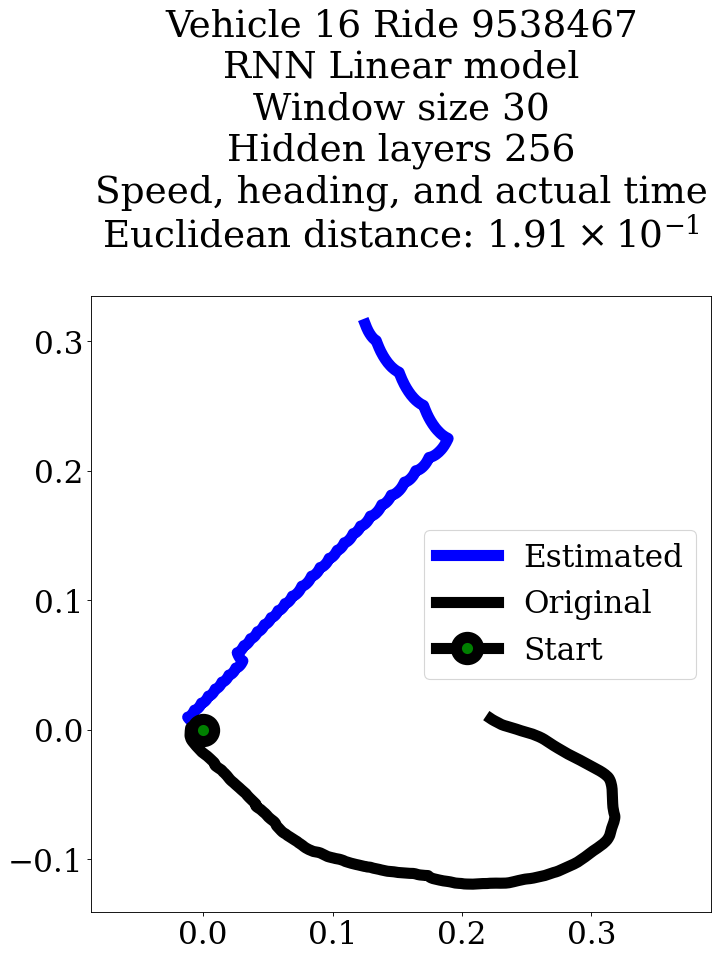 Vehicle 16 Ride 9538467
RNN Linear model
Window size 30
Hidden layers 256
Speed, heading, and actual time
Euclidean distance: 1.91 × 10⁻¹
0.3
0.2
0.1
0.0
−0.1
Estimated
Original
Start
0.0 0.1 0.2 0.3